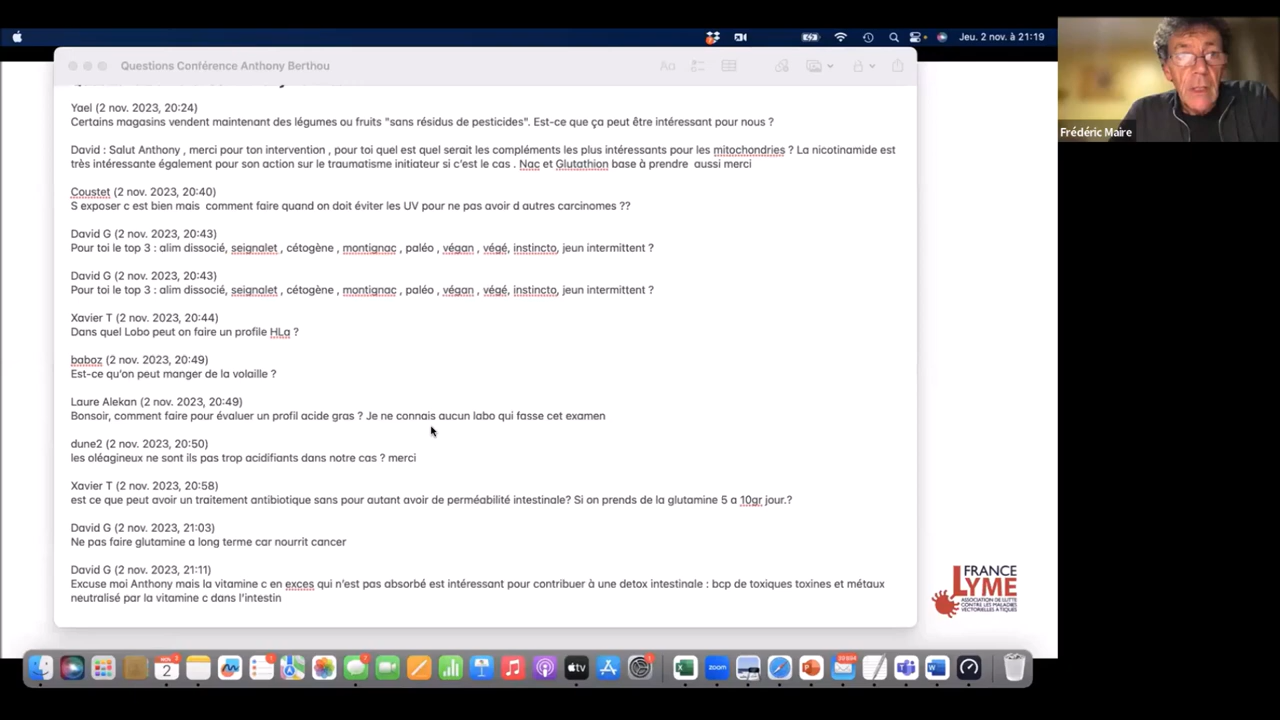 Jeu. 2 nov. à 21:19
Questions Conférence Anthony Berthou
Aa
Yael (2 nov. 2023, 20:24)
Certains magasins vendent maintenant des légumes ou fruits "sans résidus de pesticides". Est-ce que ça peut être intéressant pour nous ?
David : Salut Anthony , merci pour ton intervention , pour toi quel est quel serait les compléments les plus intéressants pour les mitochondries ? La nicotinamide est
très intéressante également pour son action sur le traumatisme initiateur si c'est le cas . Nac et Glutathion base à prendre  aussi merci
Coustet (2 nov. 2023, 20:40)
S exposer c est bien mais  comment faire quand on doit éviter les UV pour ne pas avoir d autres carcinomes ??
David G (2 nov. 2023, 20:43)
Pour toi le top 3 : alim dissocié, seignalet , cétogène , montignac , paléo , végan , végé, instincto, jeun intermittent ?
David G (2 nov. 2023, 20:43)
Pour toi le top 3 : alim dissocié, seignalet , cétogène , montignac , paléo , végan , végé, instincto, jeun intermittent ?
Xavier T (2 nov. 2023, 20:44)
Dans quel Lobo peut on faire un profile HLa ?
baboz (2 nov. 2023, 20:49)
Est-ce qu'on peut manger de la volaille ?
Laure Alekan (2 nov. 2023, 20:49)
Bonsoir, comment faire pour évaluer un profil acide gras ? Je ne connais aucun labo qui fasse cet examen
dune2 (2 nov. 2023, 20:50)
les oléagineux ne sont ils pas trop acidifiants dans notre cas ? merci
Xavier T (2 nov. 2023, 20:58)
est ce que peut avoir un traitement antibiotique sans pour autant avoir de perméabilité intestinale? Si on prends de la glutamine 5 a 10gr jour.?
David G (2 nov. 2023, 21:03)
Ne pas faire glutamine a long terme car nourrit cancer
David G (2 nov. 2023, 21:11)
Excuse moi Anthony mais la vitamine c en exces qui n'est pas absorbé est intéressant pour contribuer à une detox intestinale : bcp de toxiques toxines et métaux
neutralisé par la vitamine c dans l'intestin
Frédéric Maire
FRANCE
LYME
ASSOCIATION DE LUTTE
CONTRE LES MALADIES
VECTORIELLES À TIQUES
2
tv
zoom